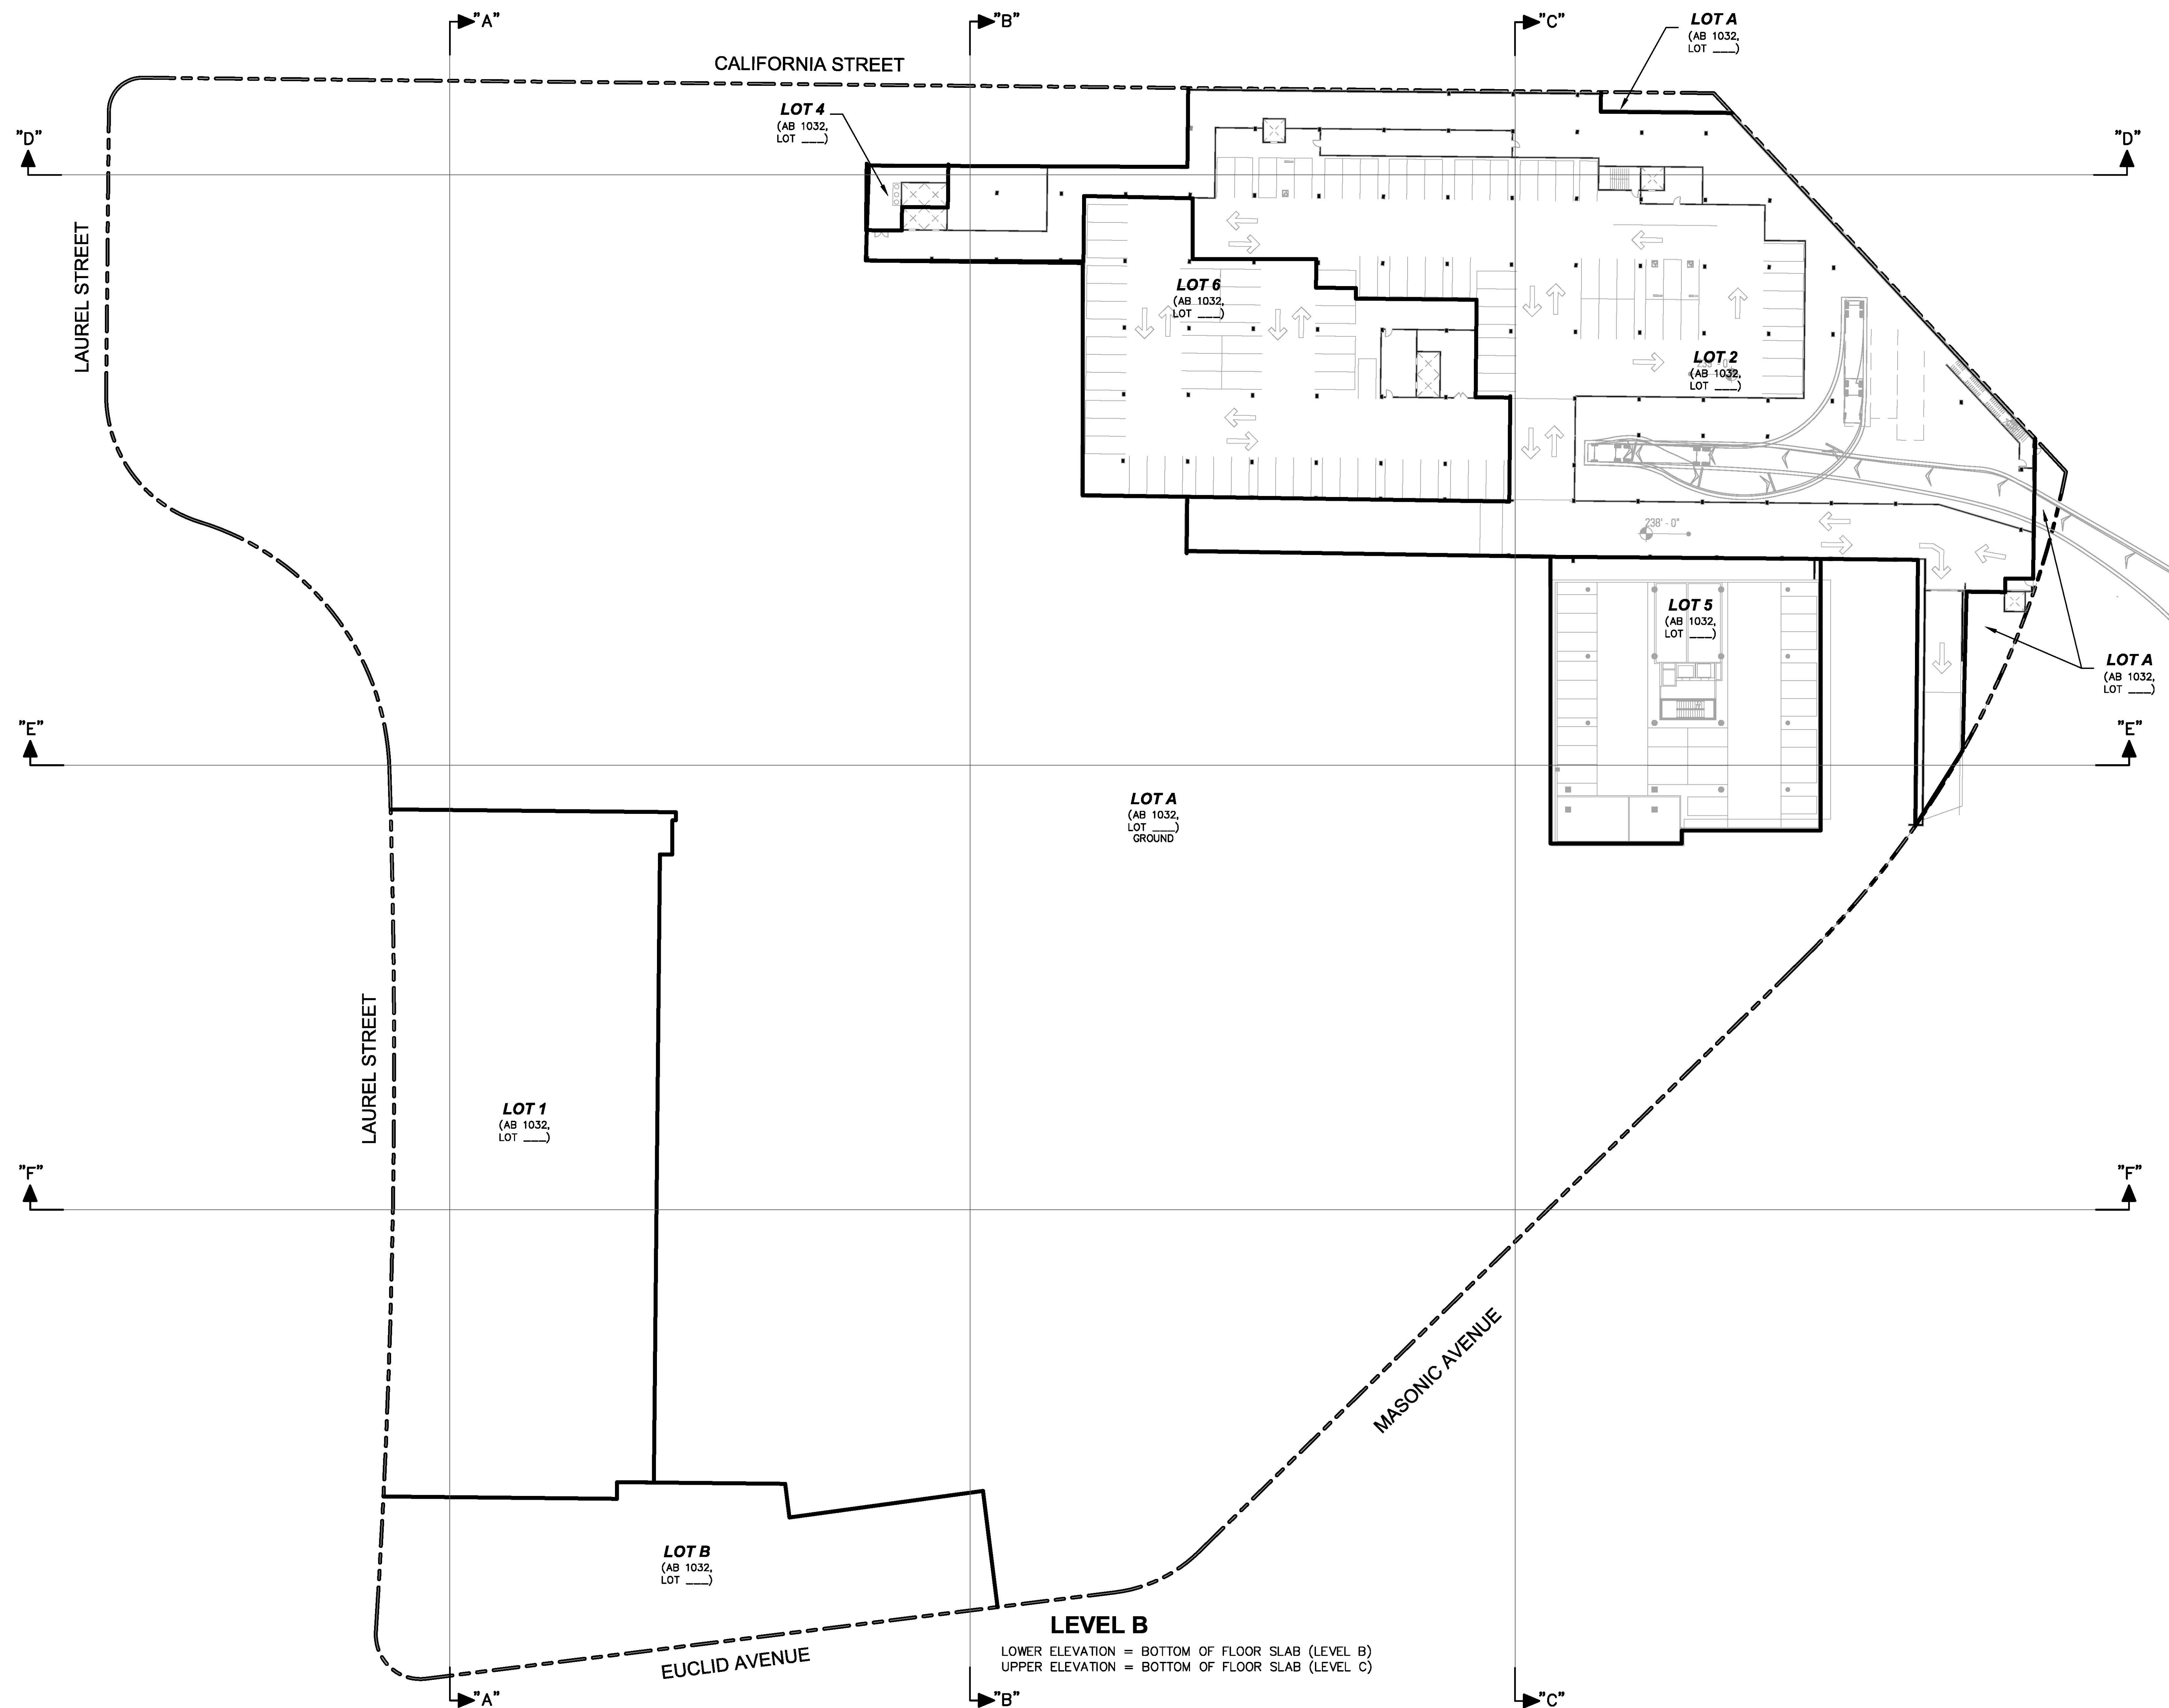 "A"
"B"
"C"
LOT A
(AB 1032,
LOT ___)
CALIFORNIA STREET
LOT 4
(AB 1032,
LOT ___)
"D"
"D"
LAUREL STREET
LOT 6
(AB 1032,
LOT ___)
LOT 2
(AB 1032,
LOT ___)
238' - 0"
LOT 5
(AB 1032,
LOT ___)
LOT A
(AB 1032,
LOT ___)
"E"
"E"
LOT A
(AB 1032,
LOT ___)
GROUND
LAUREL STREET
LOT 1
(AB 1032,
LOT ___)
"F"
"F"
MASONIC AVENUE
LOT B
(AB 1032,
LOT ___)
EUCLID AVENUE
LEVEL B
LOWER ELEVATION = BOTTOM OF FLOOR SLAB (LEVEL B)
UPPER ELEVATION = BOTTOM OF FLOOR SLAB (LEVEL C)
"A"
"B"
"C"